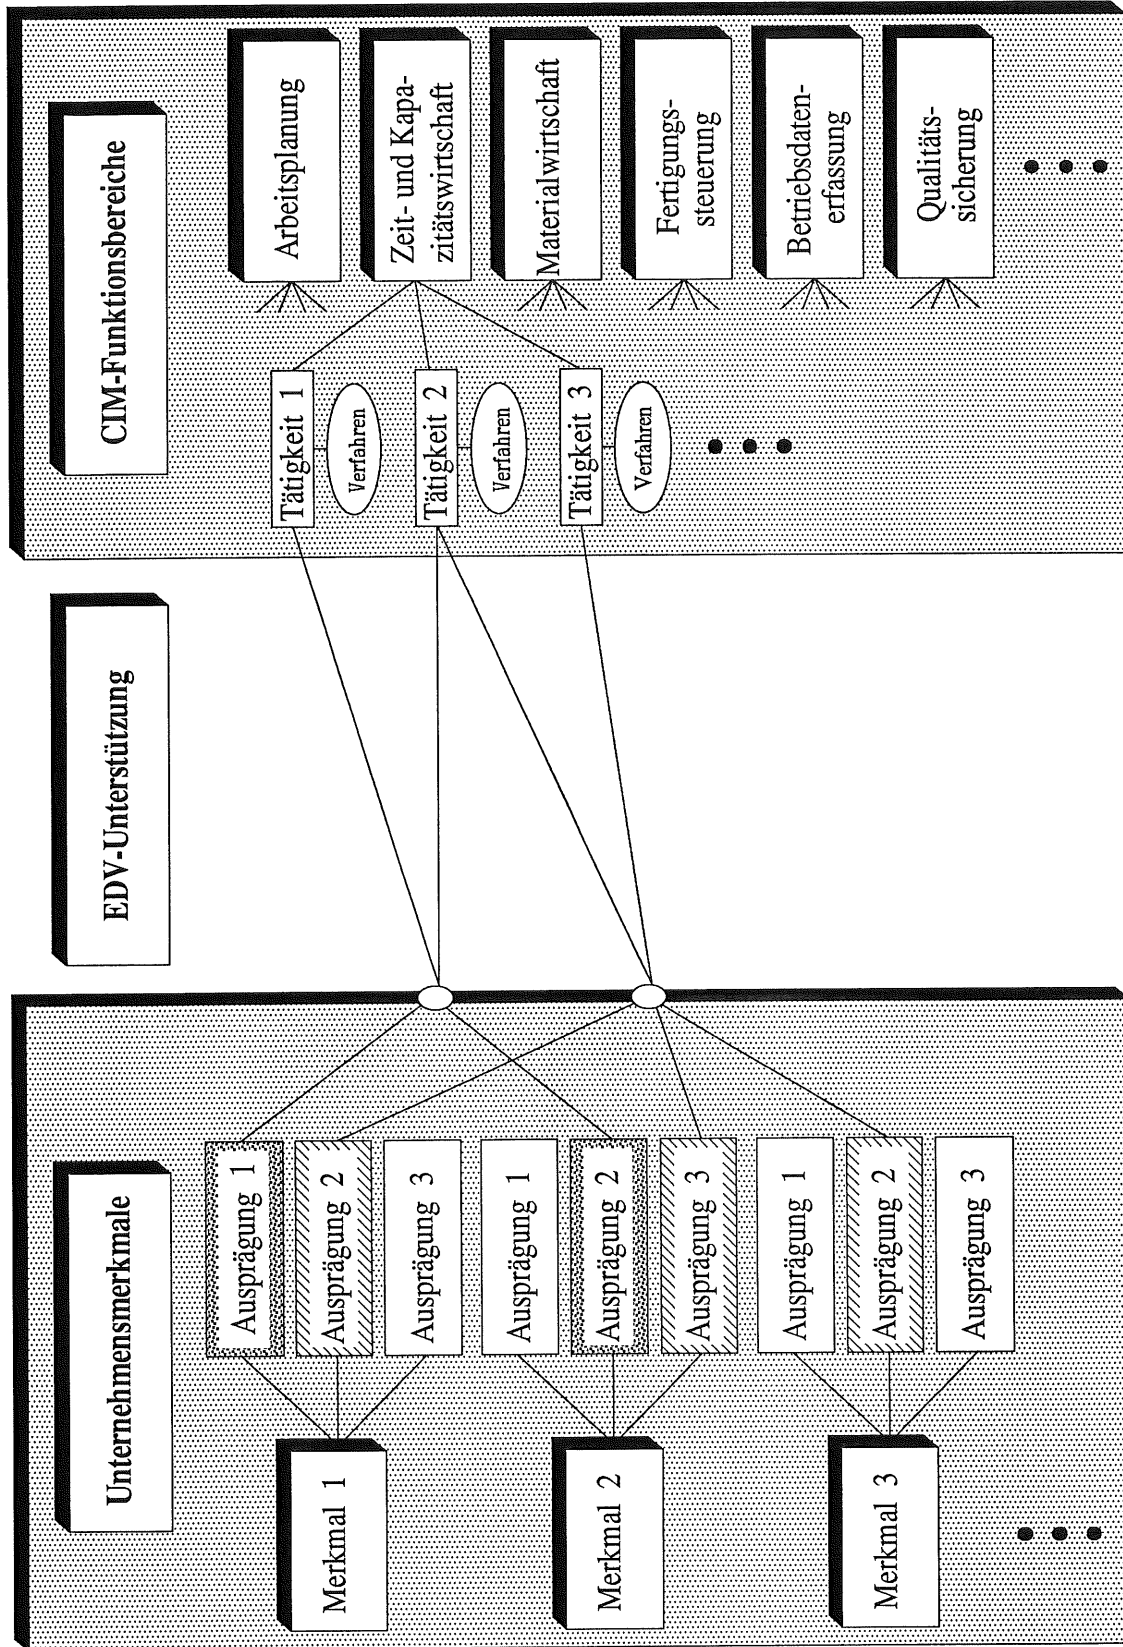 Unternehmensmerkmale
EDV-Unterstützung
CIM-Funktionsbereiche
Merkmal 1
Ausprägung 1
Ausprägung 2
Ausprägung 3
Merkmal 2
Ausprägung 1
Ausprägung 2
Ausprägung 3
Merkmal 3
Ausprägung 1
Ausprägung 2
Ausprägung 3
Tätigkeit 1
Verfahren
Tätigkeit 2
Verfahren
Tätigkeit 3
Verfahren
Arbeitsplanung
Zeit- und Kapa-
zitätswirtschaft
Materialwirtschaft
Fertigungs-
steuerung
Betriebsdaten-
erfassung
Qualitäts-
sicherung